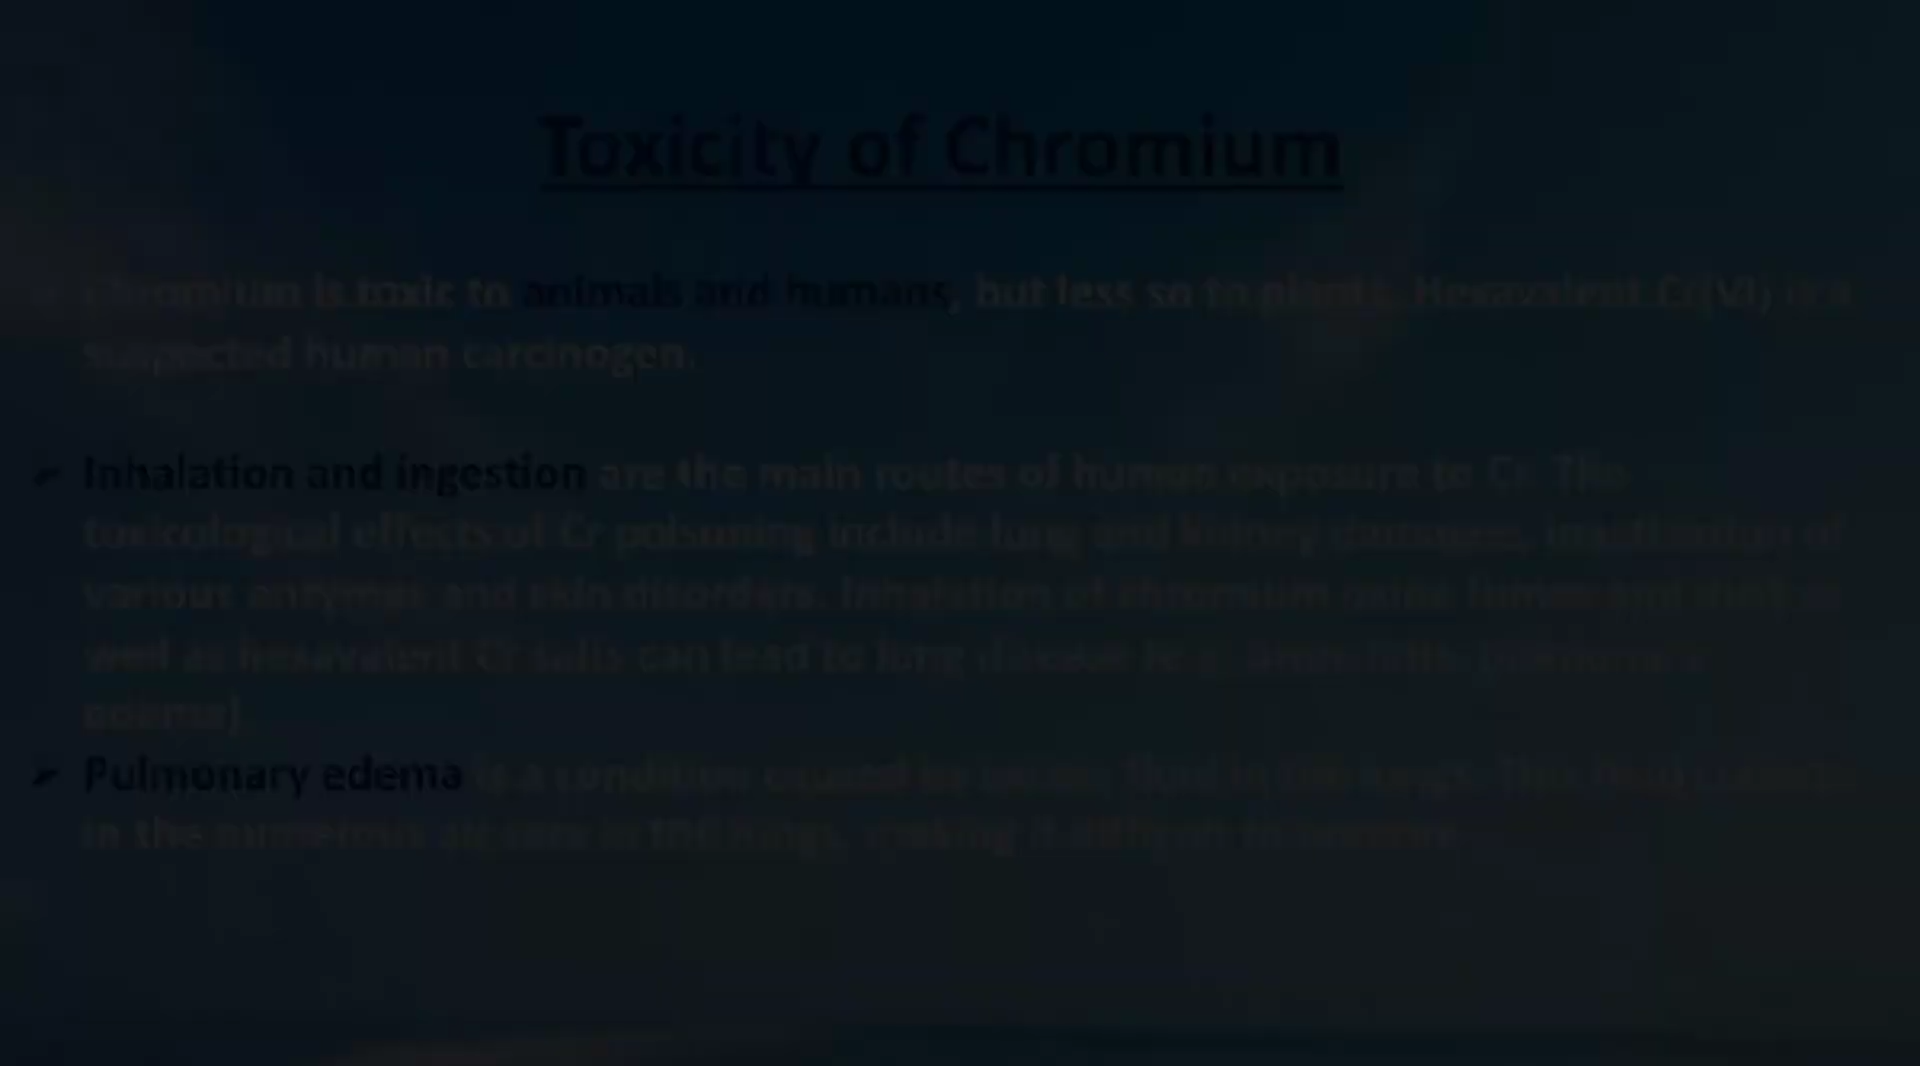 Toxicity of Chromium
Chromium is toxic to animals and humans, but less so to plants. Hexavalent Cr(VI) is a
suspected human carcinogen.
Inhalation and ingestion are the main routes of human exposure to Cr. The
toxicological effects of Cr poisoning include lung and kidney damages, inactivation of
various enzymes and skin disorders. Inhalation of chromium oxide fumes and dust as
well as hexavalent Cr salts can lead to lung disease (e.g.
edema)
Pulmonary edema is a condition caused by excess fluid in the lungs. This fluid collects
in the numerous air sacs in the lungs, making it difficult to breathe.